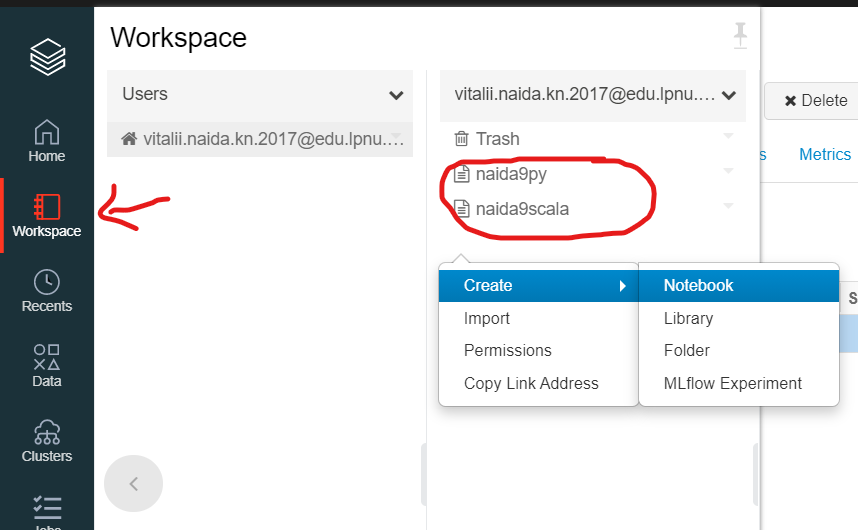 Workspace
Users
vitalii.naida.kn.2017@edu.lpnu....
vitalii.naida.kn.2017@edu.lpnu....
Trash
naida9py
naida9scala
Create
Import
Permissions
Copy Link Address
Notebook
Library
Folder
MLflow Experiment
Home
Workspace
Recents
Data
Clusters
Delete
Metrics